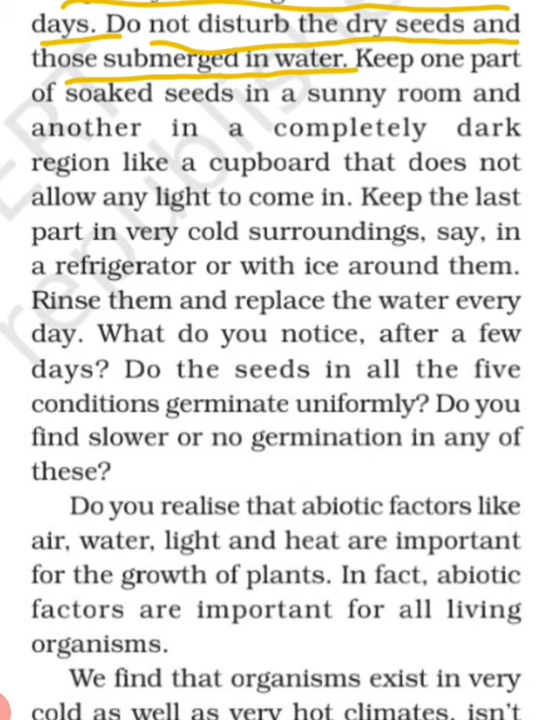 days. Do not disturb the dry seeds and
those submerged in water. Keep one part
of soaked seeds in a sunny room and
another in a completely dark
region like a cupboard that does not
allow any light to come in. Keep the last
part in very cold surroundings, say, in
a refrigerator or with ice around them.
Rinse them and replace the water every
day. What do you notice, after a few
days? Do the seeds in all the five
conditions germinate uniformly? Do you
find slower or no germination in any of
these?
Do you realise that abiotic factors like
air, water, light and heat are important
for the growth of plants. In fact, abiotic
factors are important for all living
organisms.
We find that organisms exist in very
cold as well as very hot climates, isn't